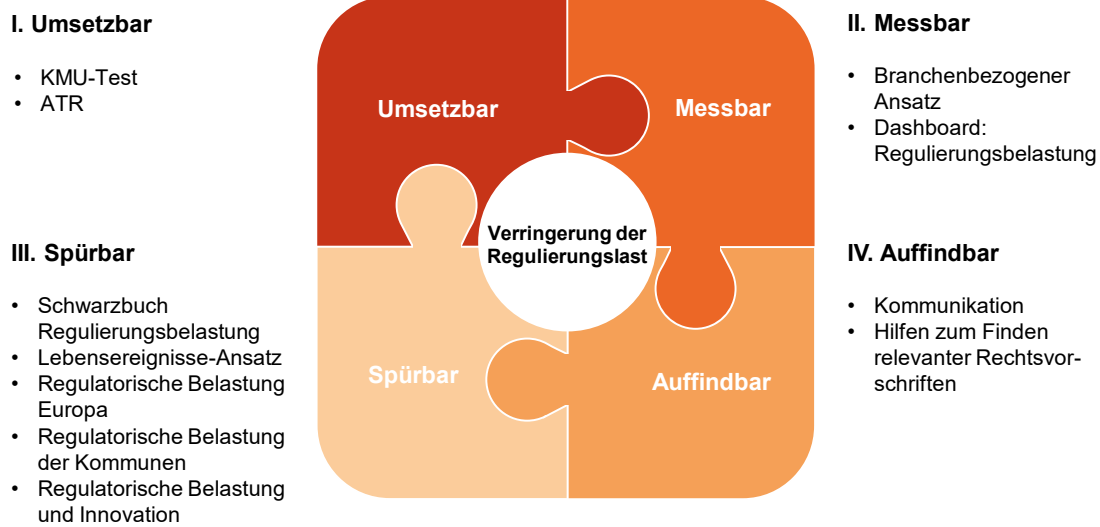 I. Umsetzbar
• KMU-Test
• ATR
II. Messbar
• Branchenbezogener
Ansatz
• Dashboard:
Regulierungsbelastung
Umsetzbar
Messbar
Verringerung der
Regulierungslast
Spürbar
Auffindbar
III. Spürbar
• Schwarzbuch
Regulierungsbelastung
• Lebensereignisse-Ansatz
• Regulatorische Belastung
Europa
• Regulatorische Belastung
der Kommunen
• Regulatorische Belastung
und Innovation
IV. Auffindbar
• Kommunikation
• Hilfen zum Finden
relevanter Rechtsvor-
schriften